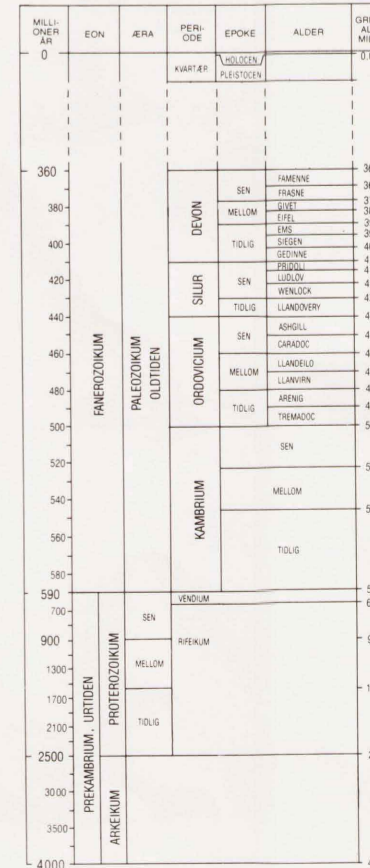 MILLI-
ONER
ÅR
EON
ÆRA
PERI-
ODE
EPOKE
ALDER
0
KVARTÆR
HOLOCEN
PLEISTOCEN
360
380
400
410
420
430
440
460
480
490
500
520
540
560
580
590
700
900
1300
1700
2100
2500
3000
3500
4000
FANEROZOIKUM
PREKAMBRIUM, URTIDEN
PROTEROZOIKUM
ARKEIKUM
PALEOZOIKUM
OLDTIDEN
SEN
MELLOM
TIDLIG
DEVON
SEN
MELLOM
TIDLIG
FAMENNE
FRASNE
GIVET
EIFEL
EMS
SIEGEN
GEDINNE
SILUR
SEN
TIDLIG
PRIDOLI
LUDLOV
WENLOCK
LLANDOVERY
ORDOVICIUM
SEN
MELLOM
TIDLIG
ASHGILL
CARADOC
LLANDEILO
LLANVIRN
ARENIG
TREMADOC
KAMBRIUM
SEN
MELLOM
TIDLIG
VENDIUM
RIFEIKUM